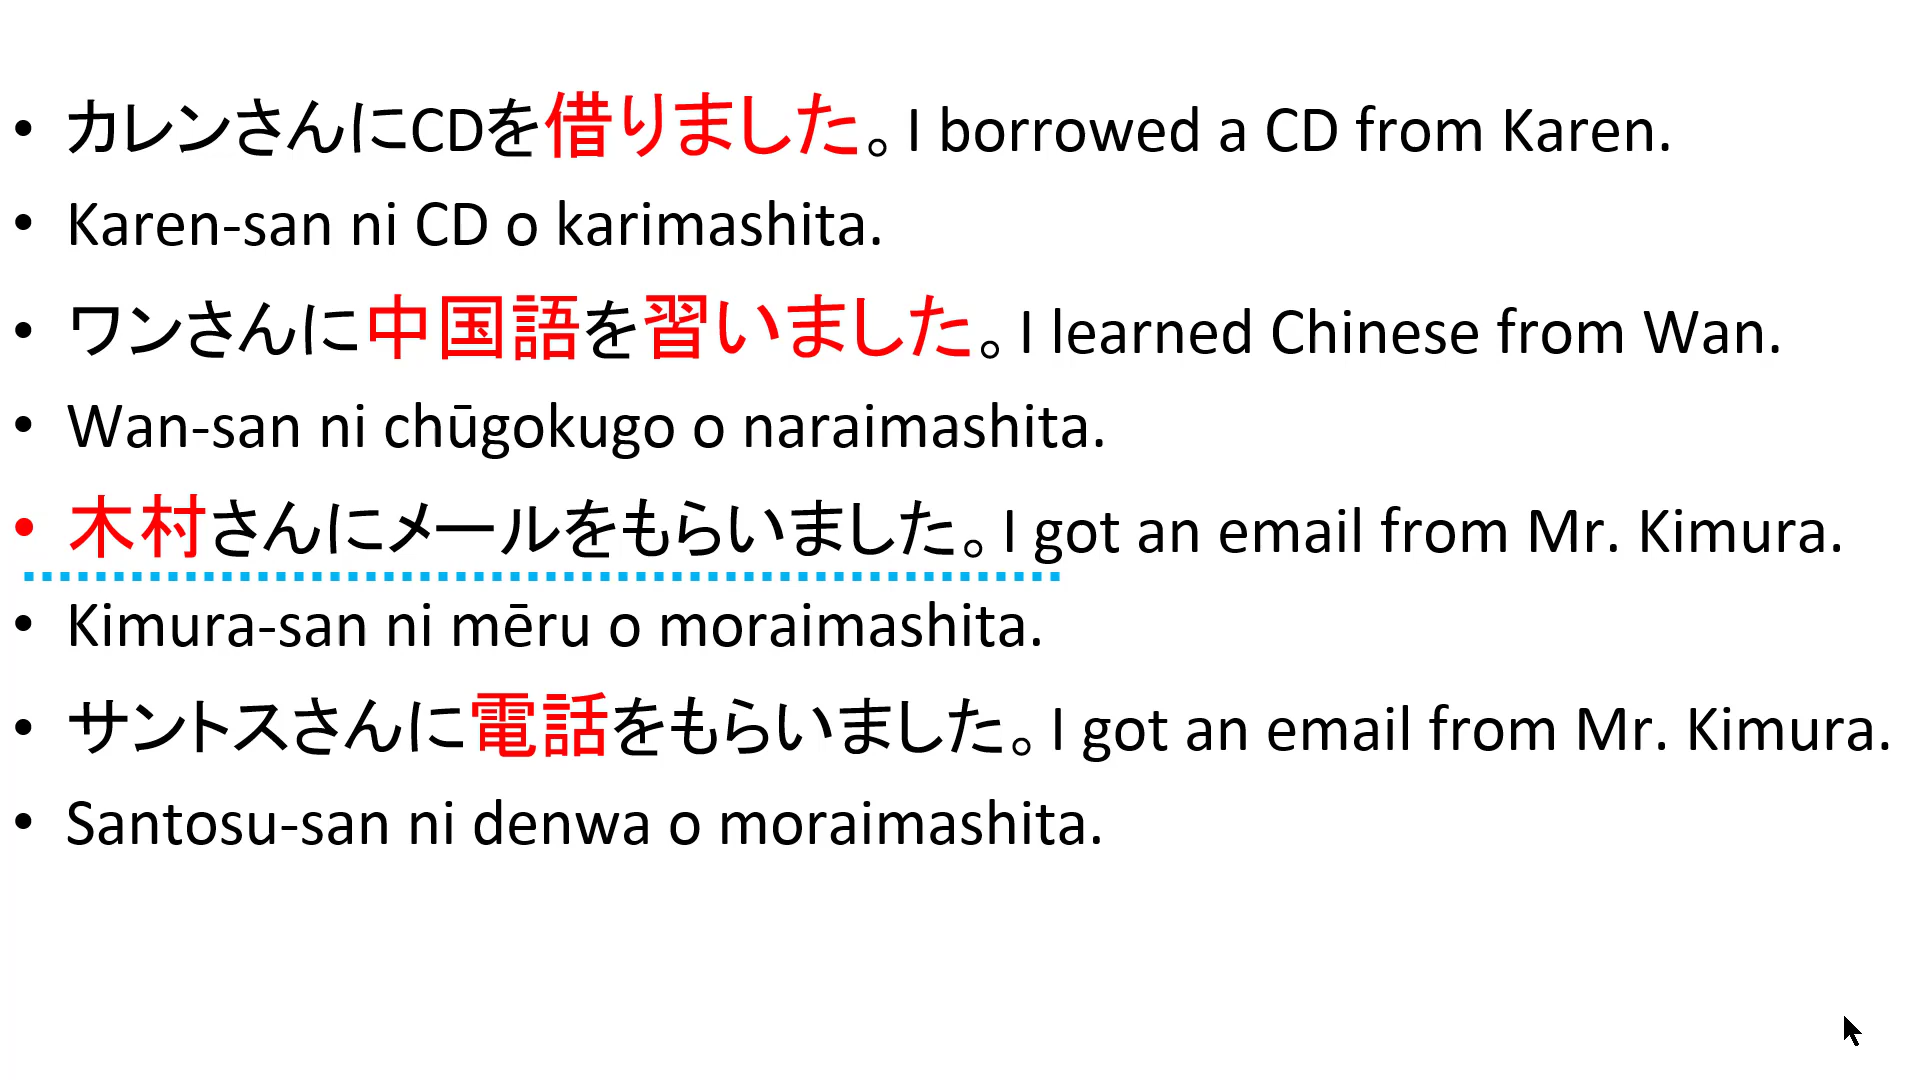 • カレンさんにCDを借りました。I borrowed a CD from Karen.
• Karen-san ni CD o karimashita.
• ワンさんに中国語を習いました。I learned Chinese from Wan.
• Wan-san ni chūgokugo o naraimashita.
• 木村さんにメールをもらいました。I got an email from Mr. Kimura.
• Kimura-san ni mēru o moraimashita.
• サントスさんに電話をもらいました。I got an email from Mr. Kimura.
• Santosu-san ni denwa o moraimashita.